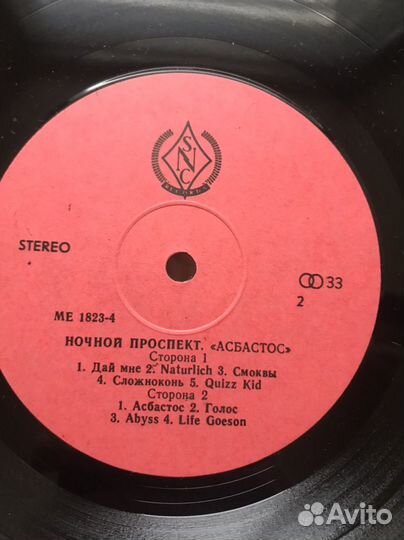 SNC
STEREO
33
2
МЕ 1823-4
НОЧНОЙ ПРОСПЕКТ. «АСБАСТОС»
Сторона 1
1. Дай мне 2. Naturlich 3. Смоквы
4. Сложноконь 5. Quizz Kid
Сторона 2
1. Асбастос 2. Голос
3. Abyss 4. Life Goeson
Avito